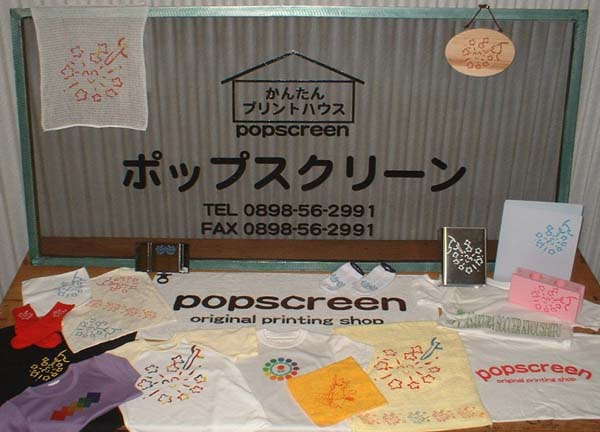 かんたん
プリントハウス
popscreen
ポップスクリーン
TEL 0898-56-2991
FAX 0898-56-2991
popscreen
original printing shop
popscreen
original printing shop